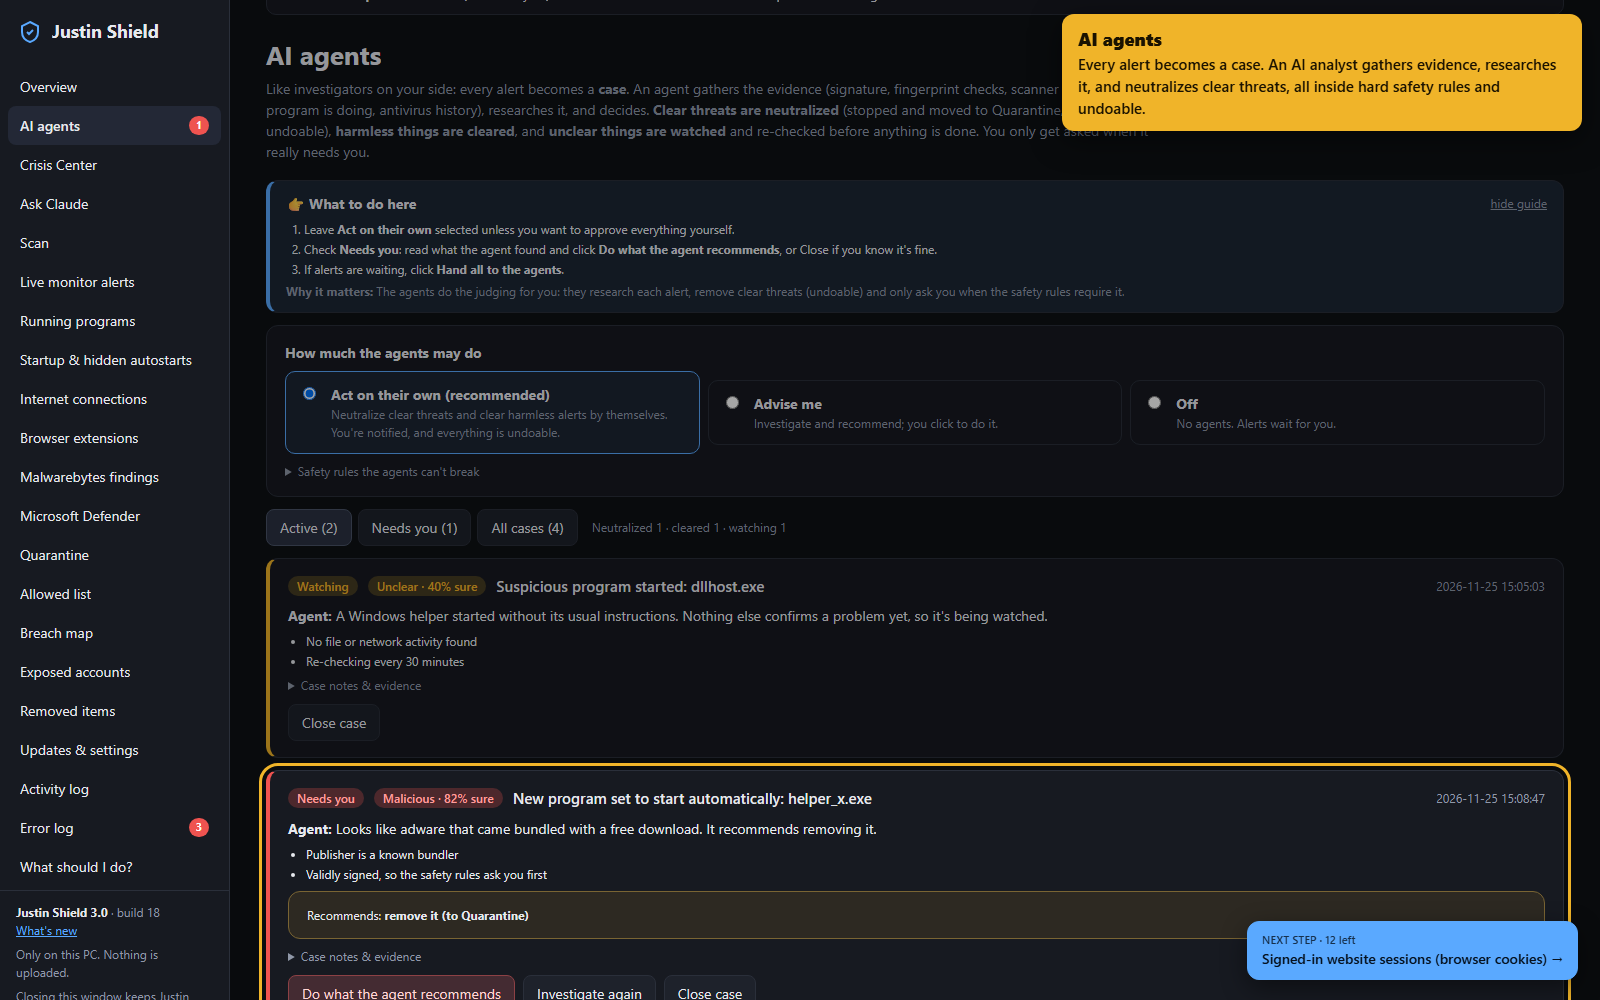 Justin Shield
Overview
AI agents 1
Crisis Center
Ask Claude
Scan
Live monitor alerts
Running programs
Startup & hidden autostarts
Internet connections
Browser extensions
Malwarebytes findings
Microsoft Defender
Quarantine
Allowed list
Breach map
Exposed accounts
Removed items
Updates & settings
Activity log
Error log 3
What should I do?
Justin Shield 3.0 · build 18
What's new
Only on this PC. Nothing is
uploaded.
Closing this window keeps Justin
AI agents
Like investigators on your side: every alert becomes a case. An agent gathers the evidence (signature, fingerprint checks, scanner
program is doing, antivirus history), researches it, and decides. Clear threats are neutralized (stopped and moved to Quarantine,
undoable), harmless things are cleared, and unclear things are watched and re-checked before anything is done. You only get asked when it
really needs you.
AI agents
Every alert becomes a case. An AI analyst gathers evidence, researches
it, and neutralizes clear threats, all inside hard safety rules and
undoable.
👉 What to do here
hide guide
1. Leave Act on their own selected unless you want to approve everything yourself.
2. Check Needs you: read what the agent found and click Do what the agent recommends, or Close if you know it's fine.
3. If alerts are waiting, click Hand all to the agents.
Why it matters: The agents do the judging for you: they research each alert, remove clear threats (undoable) and only ask you when the safety rules require it.
How much the agents may do
Act on their own (recommended)
Neutralize clear threats and clear harmless alerts by themselves.
You're notified, and everything is undoable.
Advise me
Investigate and recommend; you click to do it.
Off
No agents. Alerts wait for you.
▶ Safety rules the agents can't break
Active (2)
Needs you (1)
All cases (4)
Neutralized 1 · cleared 1 · watching 1
Watching
Unclear · 40% sure
Suspicious program started: dllhost.exe
2026-11-25 15:05:03
Agent: A Windows helper started without its usual instructions. Nothing else confirms a problem yet, so it's being watched.
• No file or network activity found
• Re-checking every 30 minutes
▶ Case notes & evidence
Close case
Needs you
Malicious · 82% sure
New program set to start automatically: helper_x.exe
2026-11-25 15:08:47
Agent: Looks like adware that came bundled with a free download. It recommends removing it.
• Publisher is a known bundler
• Validly signed, so the safety rules ask you first
Recommends: remove it (to Quarantine)
▶ Case notes & evidence
Do what the agent recommends
Investigate again
Close case
NEXT STEP · 12 left
Signed-in website sessions (browser cookies) →